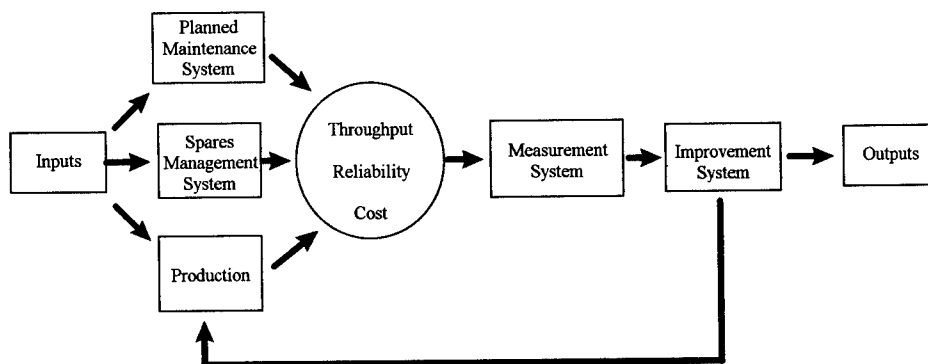 Planned
Maintenance
System
Inputs
Spares
Management
System
Production
Throughput
Reliability
Cost
Measurement
System
Improvement
System
Outputs